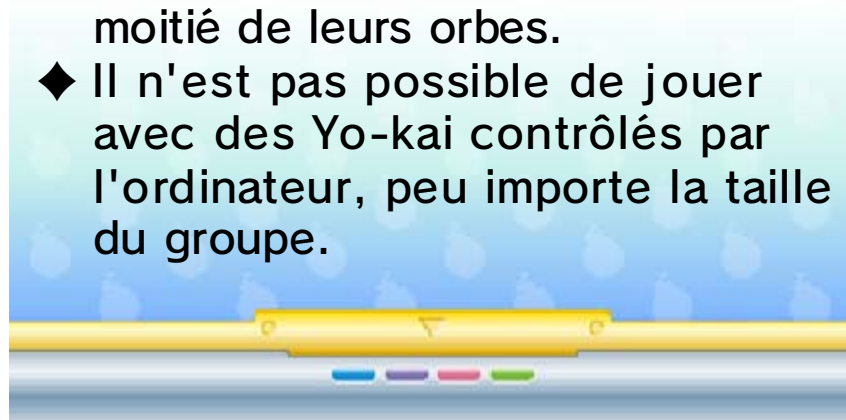 moitié de leurs orbes.
♦ Il n'est pas possible de jouer
avec des Yo-kai contrôlés par
l'ordinateur, peu importe la taille
du groupe.